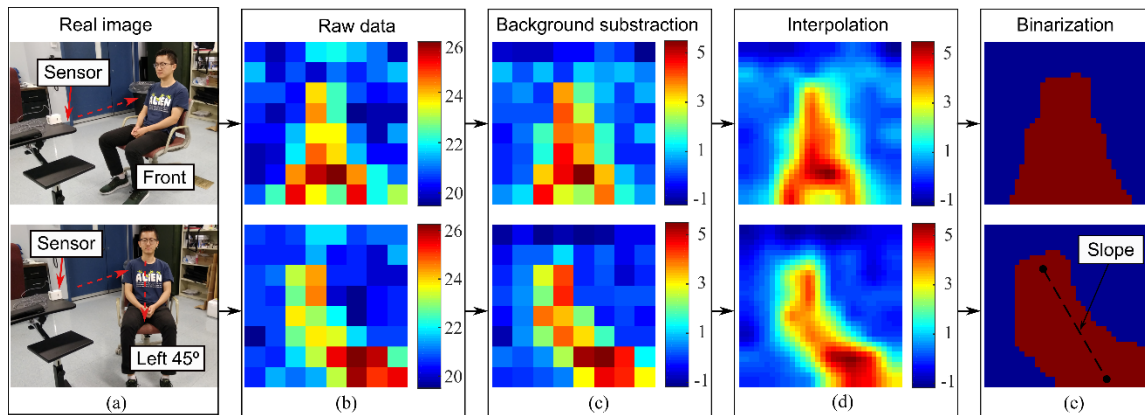 Real image
Raw data
Background substraction
Interpolation
Binarization
Sensor
ALIEN
Front
26
24
22
20
5
3
1
-1
5
3
1
-1
Sensor
ALIEN
Left 45º
26
24
22
20
5
3
1
-1
5
3
1
-1
Slope
(a)
(b)
(c)
(d)
(e)